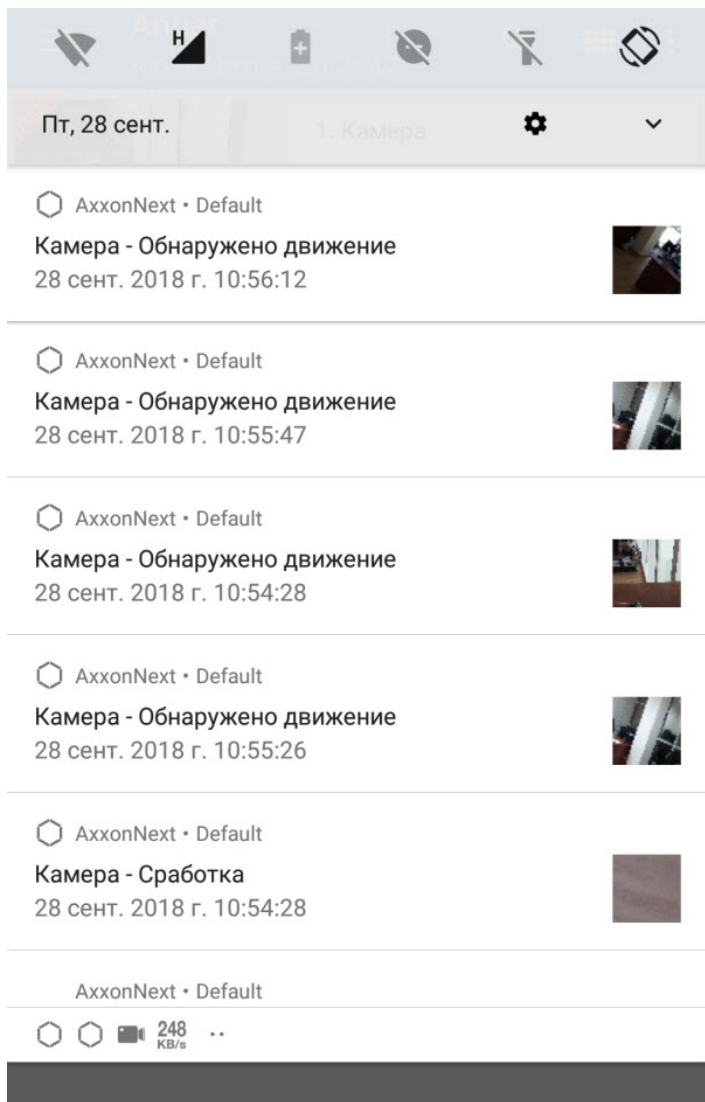 H
Anuar
Пт, 28 сент.
1. Камера
AxxonNext • Default
Камера - Обнаружено движение
28 сент. 2018 г. 10:56:12
AxxonNext • Default
Камера - Обнаружено движение
28 сент. 2018 г. 10:55:47
AxxonNext • Default
Камера - Обнаружено движение
28 сент. 2018 г. 10:54:28
AxxonNext • Default
Камера - Обнаружено движение
28 сент. 2018 г. 10:55:26
AxxonNext • Default
Камера - Сработка
28 сент. 2018 г. 10:54:28
AxxonNext • Default
248
KB/s